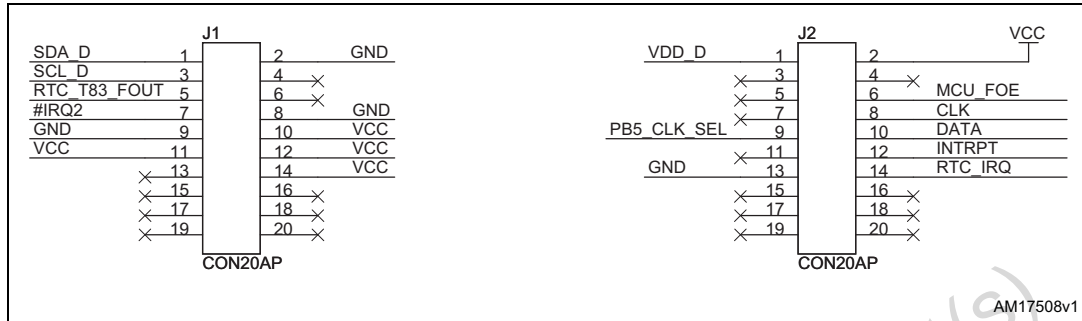 J1
SDA_D 1 2 GND
SCL_D 3 4
RTC_T83_FOUT 5 6
#IRQ2 7 8 GND
GND 9 10 VCC
VCC 11 12 VCC
13 14 VCC
15 16
17 18
19 20
CON20AP
J2
VCC
VDD_D 1 2
3 4
5 6 MCU_FOE
7 8 CLK
PB5_CLK_SEL 9 10 DATA
11 12 INTRPT
GND 13 14 RTC_IRQ
15 16
17 18
19 20
CON20AP
AM17508v1